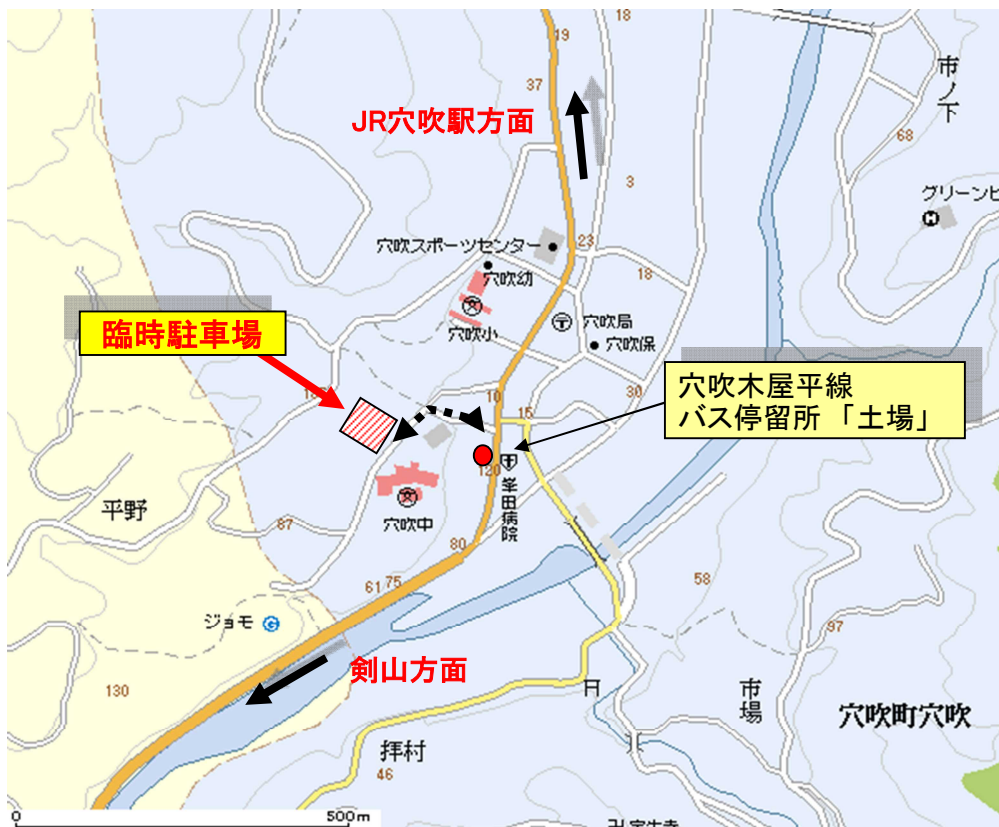 18
19
市ノ下
37
JR穴吹駅方面
68
3
グリーンヒ
穴吹スポーツセンター
23
穴吹幼
18
臨時駐車場
穴吹小
穴吹局
穴吹保
穴吹木屋平線
バス停留所 「土場」
10
30
15
120
峯田病院
平野
穴吹中
87
80
61
75
58
ジョモ
97
剣山方面
130
市場
穴吹町穴吹
拝村
46
0
500m